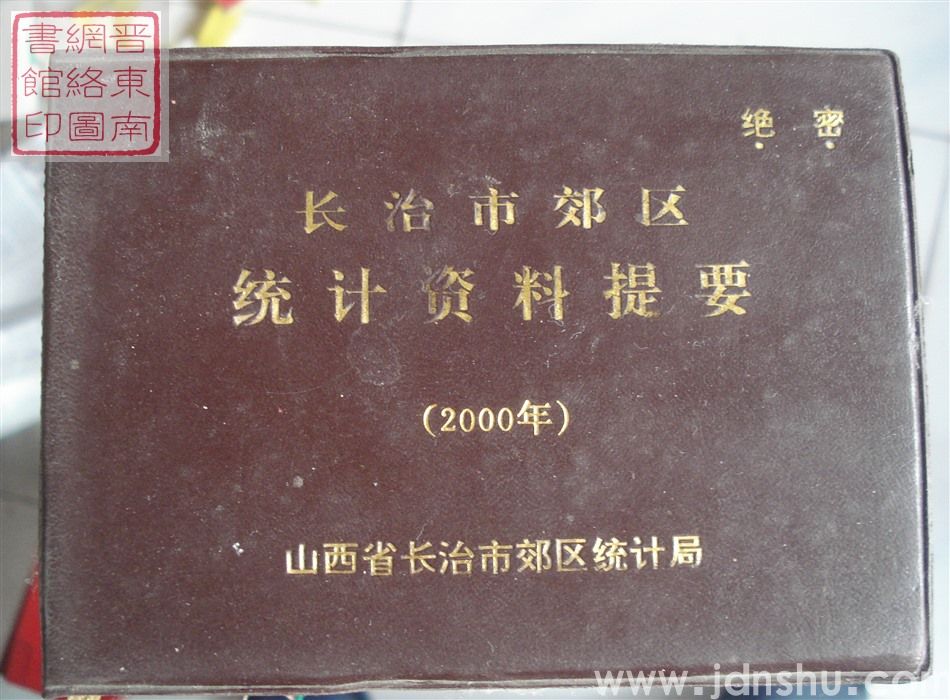 晋東南
網絡圖
書館印
绝密
长治市郊区
统计资料提要
(2000年)
山西省长治市郊区统计局
www.jdnshu.com